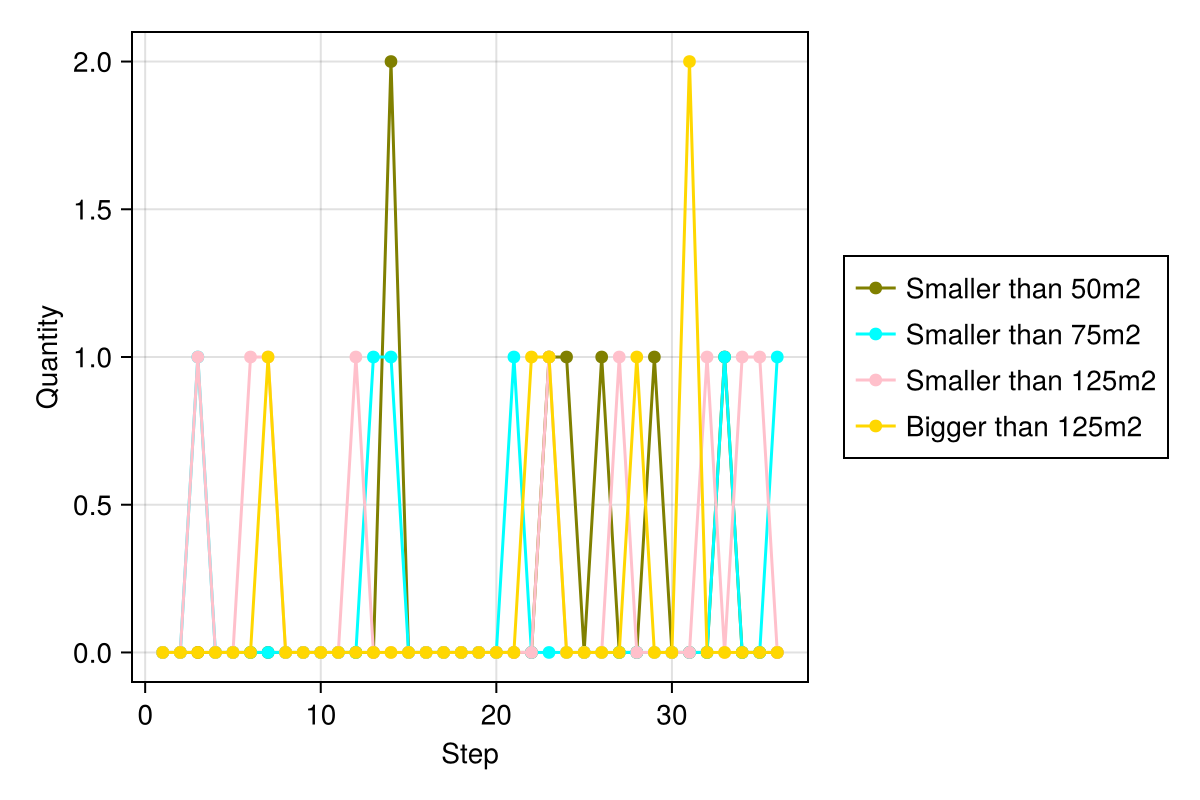 2.0
1.5
1.0
0.5
0.0
Quantity
0 10 20 30
Step
Smaller than 50m2
Smaller than 75m2
Smaller than 125m2
Bigger than 125m2